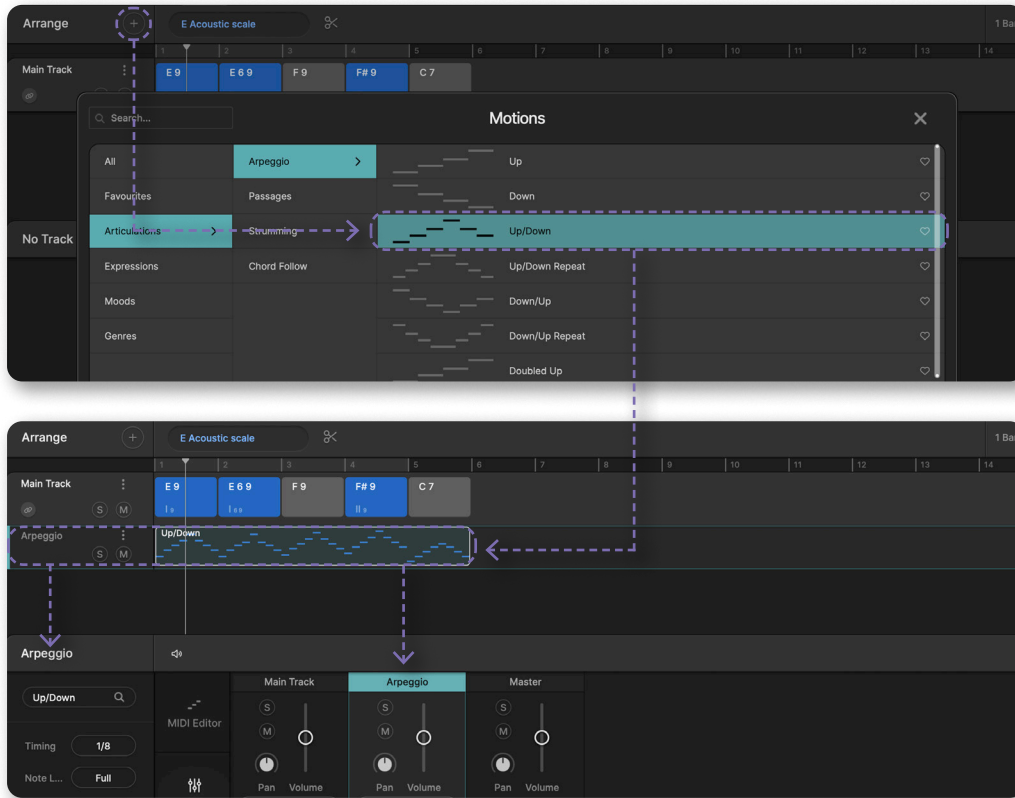 Arrange
+
E Acoustic scale
1 Ba
1 2 3 4 5 6 7 8 9 10 11 12 13 14
Main Track
E 9
E 6 9
F 9
F# 9
C 7
Search...
Motions
All
Arpeggio
Up
Favourites
Passages
Down
No Track
Articulations
Strumming
Up/Down
Expressions
Chord Follow
Up/Down Repeat
Moods
Down/Up
Genres
Down/Up Repeat
Doubled Up
Arrange
+
E Acoustic scale
1 Ba
1 2 3 4 5 6 7 8 9 10 11 12 13 14
Main Track
E 9
E 6 9
F 9
F# 9
C 7
S M
Arpeggio
Up/Down
S M
Arpeggio
Main Track
Arpeggio
Master
Up/Down
S
S
S
MIDI Editor
M
M
M
Timing
1/8
Note L...
Full
Pan Volume
Pan Volume
Pan Volume